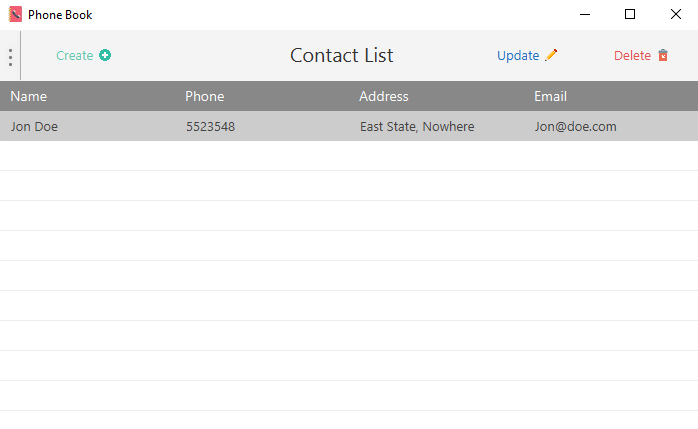 Phone Book
Create Contact List Update Delete
Name Phone Address Email
Jon Doe 5523548 East State, Nowhere Jon@doe.com